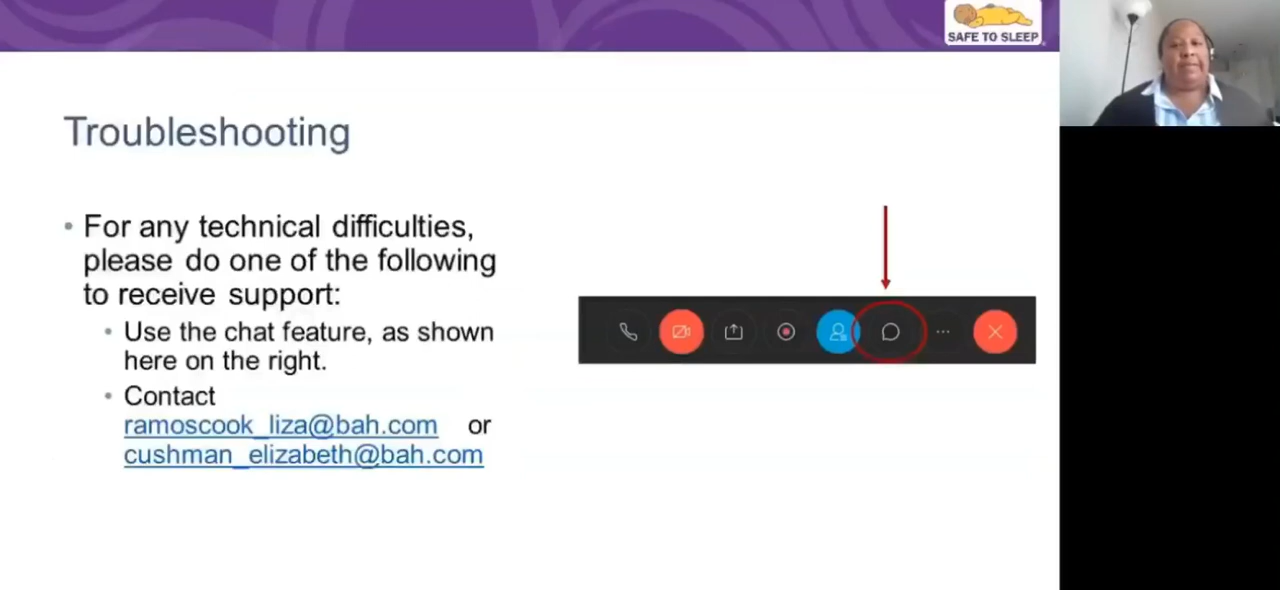 SAFE TO SLEEP
Troubleshooting
• For any technical difficulties,
please do one of the following
to receive support:
• Use the chat feature, as shown
here on the right.
• Contact
ramoscook_liza@bah.com or
cushman_elizabeth@bah.com